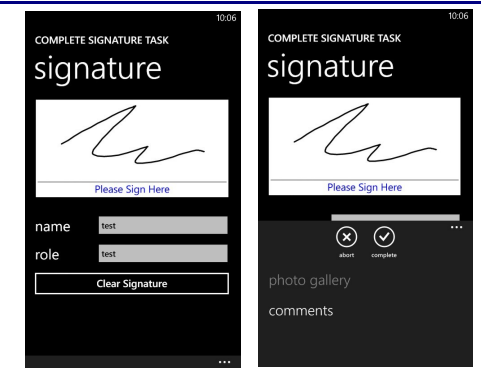 10:06
COMPLETE SIGNATURE TASK
signature
Please Sign Here
name test
role test
Clear Signature
...
10:06
COMPLETE SIGNATURE TASK
signature
Please Sign Here
...
abort complete
photo gallery
comments